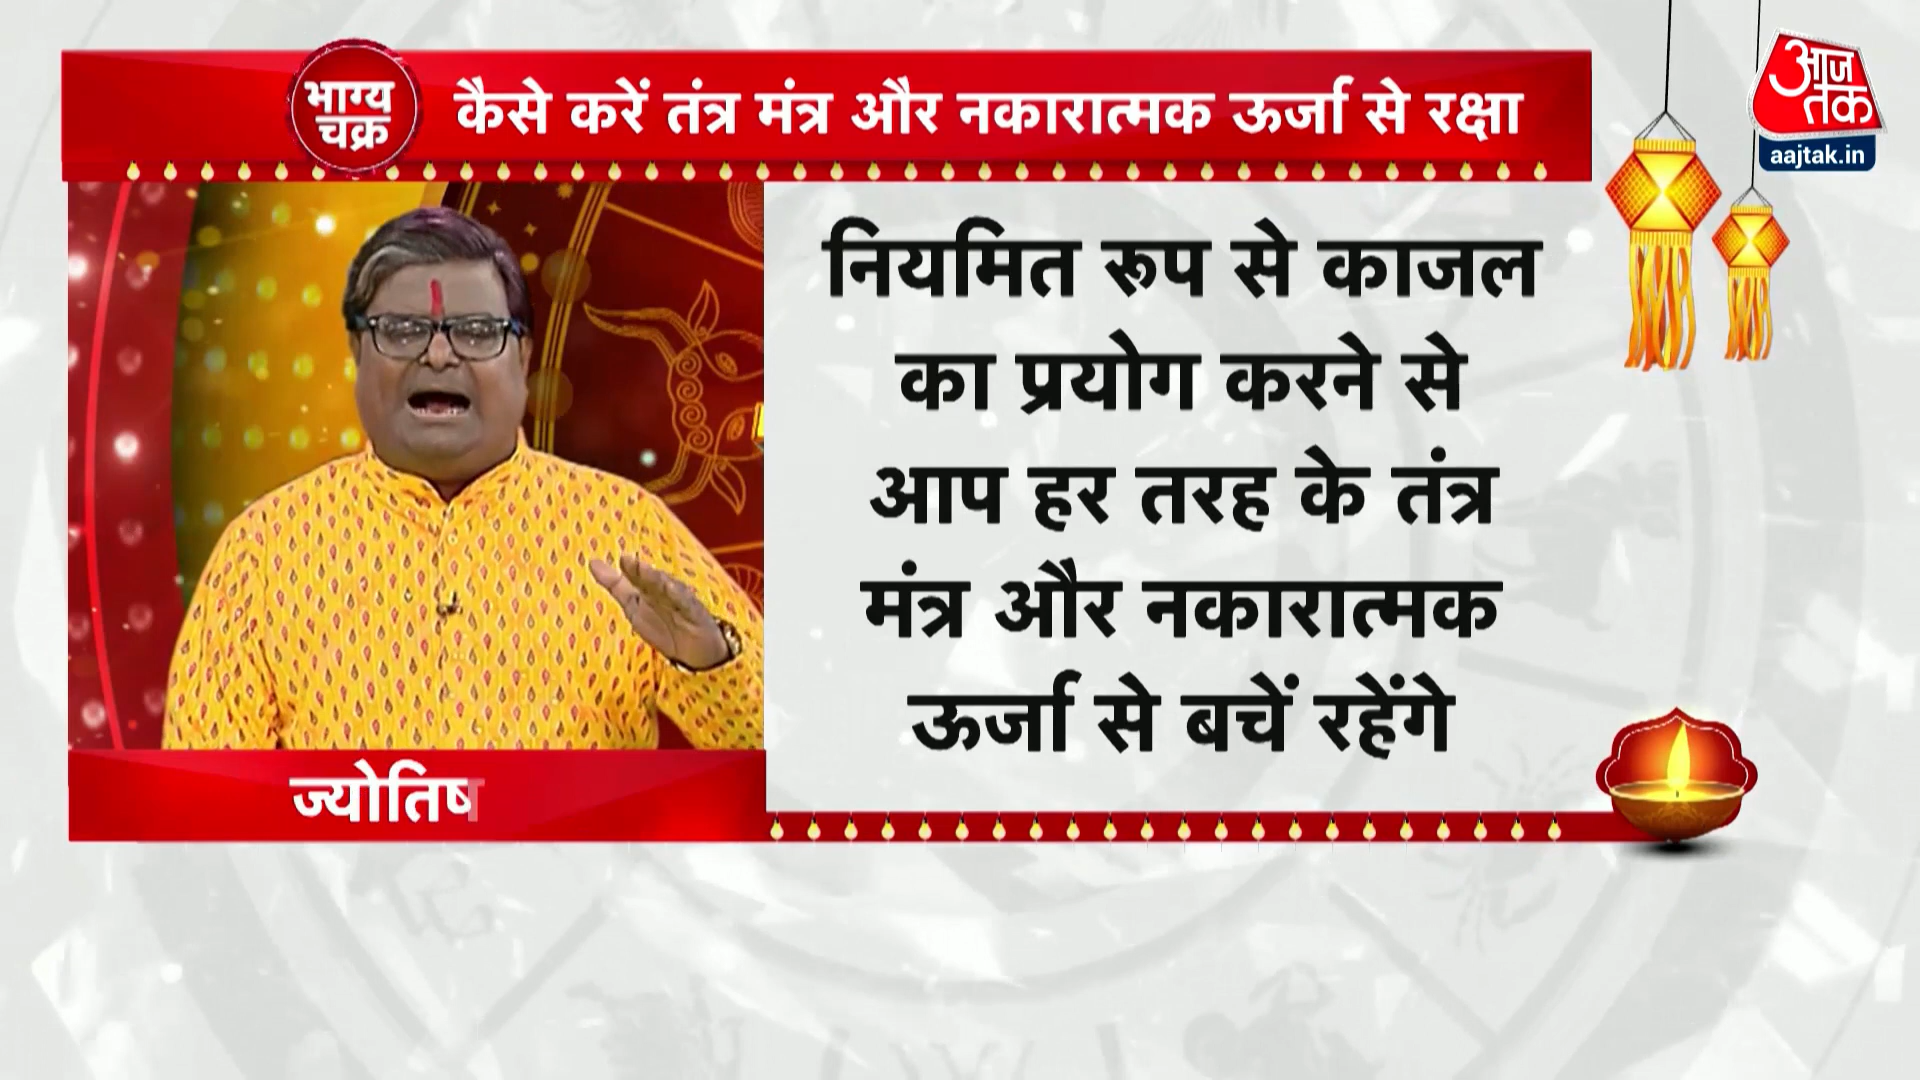 भाग्य
चक्र
कैसे करें तंत्र मंत्र और नकारात्मक ऊर्जा से रक्षा
आज
तक
aajtak.in
नियमित रूप से काजल
का प्रयोग करने से
आप हर तरह के तंत्र
मंत्र और नकारात्मक
ऊर्जा से बचें रहेंगे
ज्योतिष